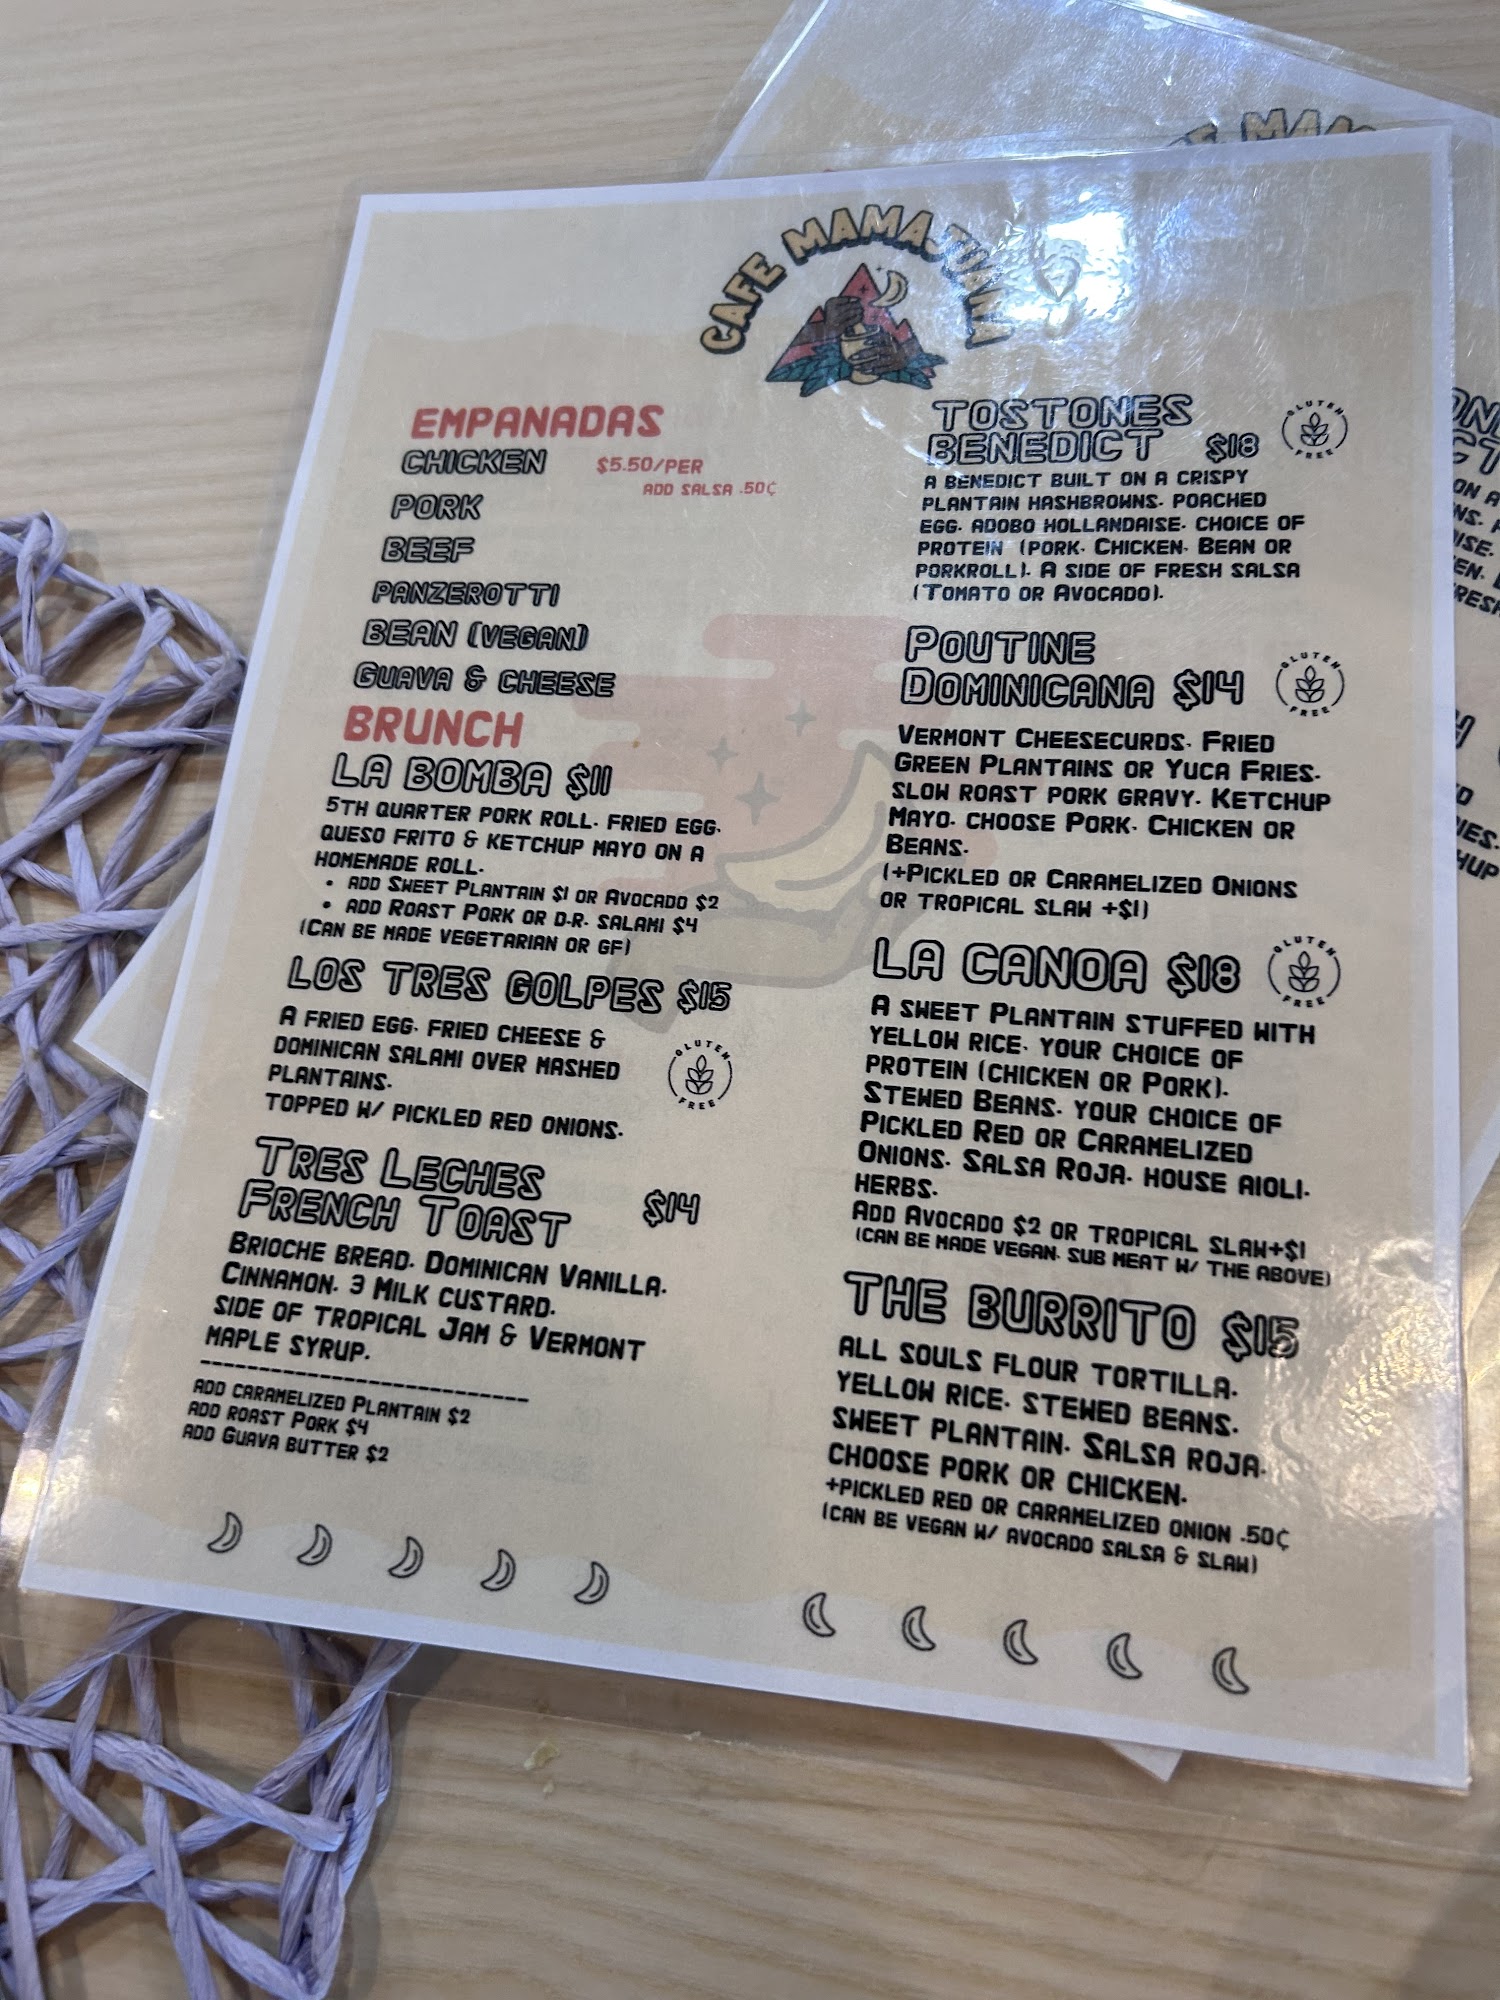 CAFE MAMAJUANA
EMPANADAS
CHICKEN $5.50/PER
ADD SALSA .50¢
PORK
BEEF
PANZEROTTI
BEAN (VEGAN)
GUAVA & CHEESE
BRUNCH
LA BOMBA $11
5TH QUARTER PORK ROLL. FRIED EGG.
QUESO FRITO & KETCHUP MAYO ON A
HOMEMADE ROLL.
• ADD SWEET PLANTAIN $1 OR AVOCADO $2
• ADD ROAST PORK OR D.R. SALAMI $4
(CAN BE MADE VEGETARIAN OR GF)
LOS TRES GOLPES $15
A FRIED EGG. FRIED CHEESE &
DOMINICAN SALAMI OVER MASHED
PLANTAINS.
TOPPED W/ PICKLED RED ONIONS.
GLUTEN
FREE
TRES LECHES
FRENCH TOAST $14
BRIOCHE BREAD. DOMINICAN VANILLA.
CINNAMON. 3 MILK CUSTARD.
SIDE OF TROPICAL JAM & VERMONT
MAPLE SYRUP.
-------------------------
ADD CARAMELIZED PLANTAIN $2
ADD ROAST PORK $4
ADD GUAVA BUTTER $2
TOSTONES
BENEDICT $18
GLUTEN
FREE
A BENEDICT BUILT ON A CRISPY
PLANTAIN HASHBROWNS. POACHED
EGG. ADOBO HOLLANDAISE. CHOICE OF
PROTEIN (PORK. CHICKEN. BEAN OR
PORKROLL). A SIDE OF FRESH SALSA
(TOMATO OR AVOCADO).
POUTINE
DOMINICANA $14
GLUTEN
FREE
VERMONT CHEESECURDS. FRIED
GREEN PLANTAINS OR YUCA FRIES.
SLOW ROAST PORK GRAVY. KETCHUP
MAYO. CHOOSE PORK. CHICKEN OR
BEANS.
(+PICKLED OR CARAMELIZED ONIONS
OR TROPICAL SLAW +$1)
LA CANOA $18
GLUTEN
FREE
A SWEET PLANTAIN STUFFED WITH
YELLOW RICE. YOUR CHOICE OF
PROTEIN (CHICKEN OR PORK).
STEWED BEANS. YOUR CHOICE OF
PICKLED RED OR CARAMELIZED
ONIONS. SALSA ROJA. HOUSE AIOLI.
HERBS.
ADD AVOCADO $2 OR TROPICAL SLAW+$1
(CAN BE MADE VEGAN. SUB MEAT W/ THE ABOVE)
THE BURRITO $15
ALL SOULS FLOUR TORTILLA.
YELLOW RICE. STEWED BEANS.
SWEET PLANTAIN. SALSA ROJA.
CHOOSE PORK OR CHICKEN.
+PICKLED RED OR CARAMELIZED ONION .50¢
(CAN BE VEGAN W/ AVOCADO SALSA & SLAW)